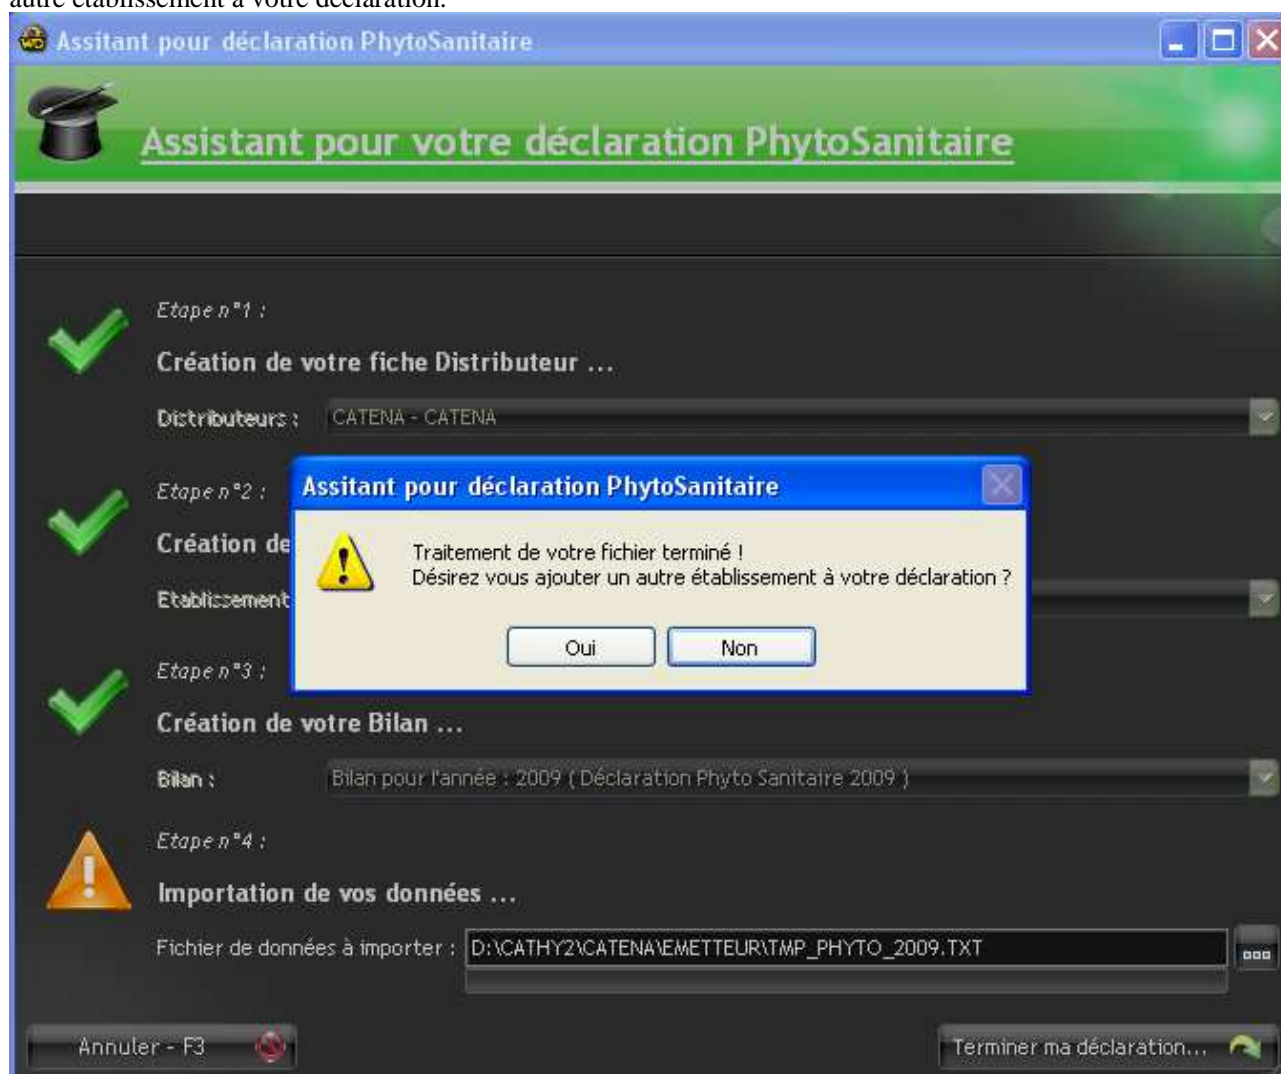 autre établissement à votre déclaration.
Assitant pour déclaration PhytoSanitaire
Assistant pour votre déclaration PhytoSanitaire
Etape n°1 :
Création de votre fiche Distributeur ...
Distributeurs : CATENA - CATENA
Etape n°2 :
Création de
Etablissement
Assitant pour déclaration PhytoSanitaire
Traitement de votre fichier terminé !
Désirez vous ajouter un autre établissement à votre déclaration ?
Oui Non
Etape n°3 :
Création de votre Bilan ...
Bilan : Bilan pour l'année : 2009 ( Déclaration Phyto Sanitaire 2009 )
Etape n°4 :
Importation de vos données ...
Fichier de données à importer : D:\CATHY2\CATENA\EMETTEUR\TMP_PHYTO_2009.TXT
Annuler - F3 Terminer ma déclaration...